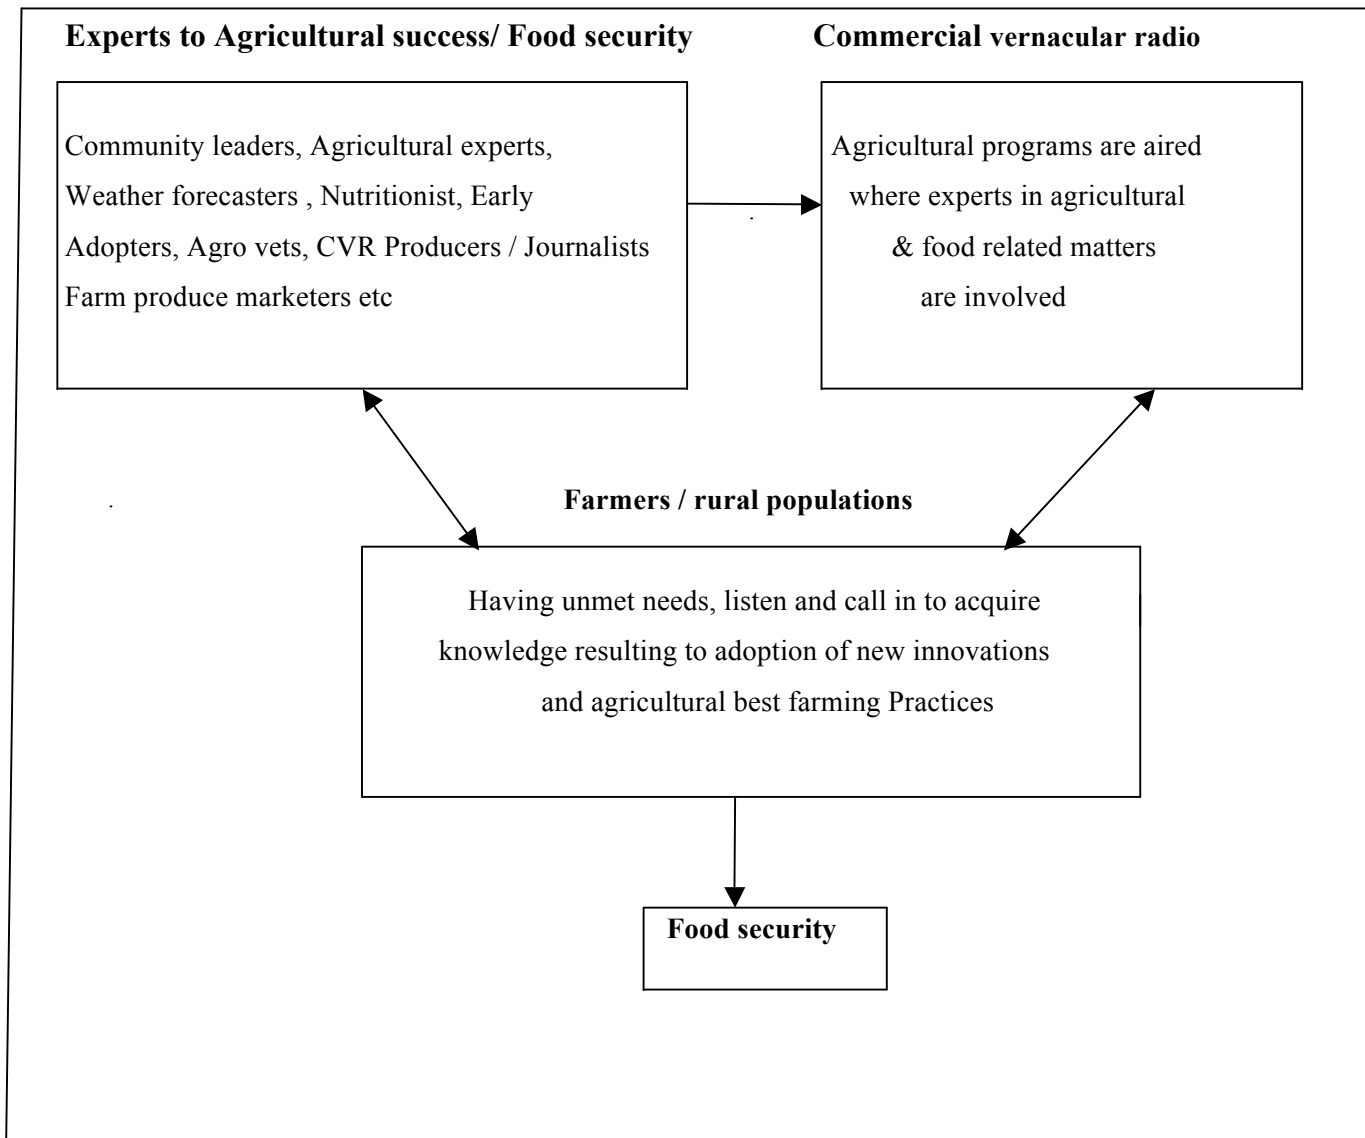 Experts to Agricultural success/ Food security
Commercial vernacular radio
Community leaders, Agricultural experts,
Weather forecasters , Nutritionist, Early
Adopters, Agro vets, CVR Producers / Journalists
Farm produce marketers etc
Agricultural programs are aired
where experts in agricultural
& food related matters
are involved
Farmers / rural populations
Having unmet needs, listen and call in to acquire
knowledge resulting to adoption of new innovations
and agricultural best farming Practices
Food security